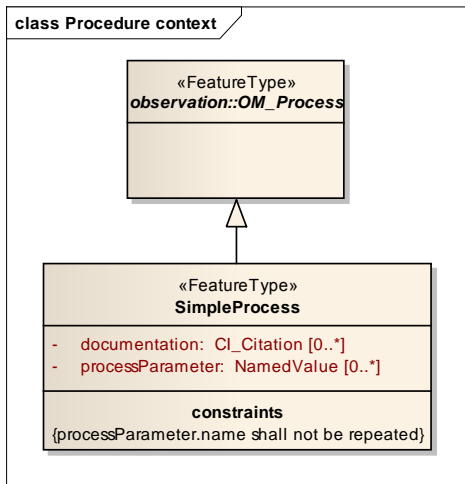 class Procedure context
«FeatureType»
observation::OM_Process
«FeatureType»
SimpleProcess
- documentation: CI_Citation [0..*]
- processParameter: NamedValue [0..*]
constraints
{processParameter.name shall not be repeated}